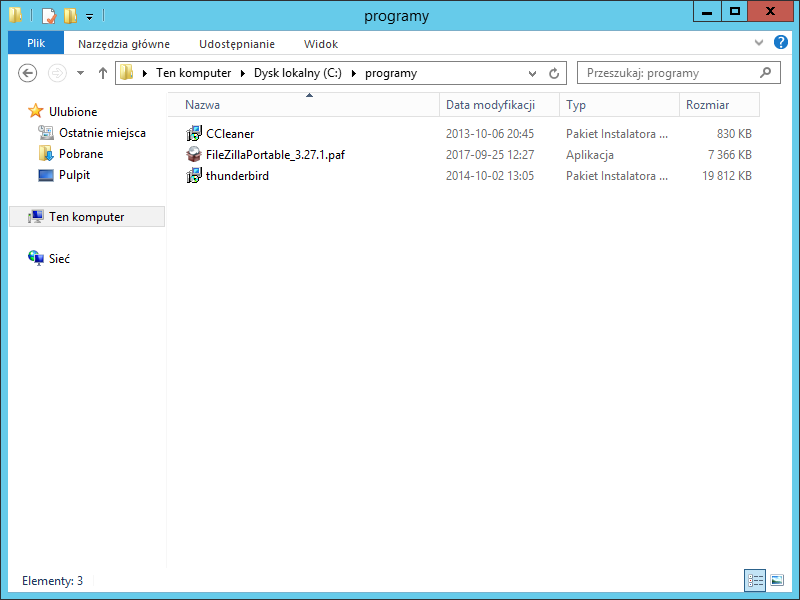 programy
Plik Narzędzia główne Udostępnianie Widok
Ten komputer Dysk lokalny (C:) programy Przeszukaj: programy
Ulubione
Ostatnie miejsca
Pobrane
Pulpit
Ten komputer
Sieć
Nazwa Data modyfikacji Typ Rozmiar
CCleaner 2013-10-06 20:45 Pakiet Instalatora ... 830 KB
FileZillaPortable_3.27.1.paf 2017-09-25 12:27 Aplikacja 7 366 KB
thunderbird 2014-10-02 13:05 Pakiet Instalatora ... 19 812 KB
Elementy: 3